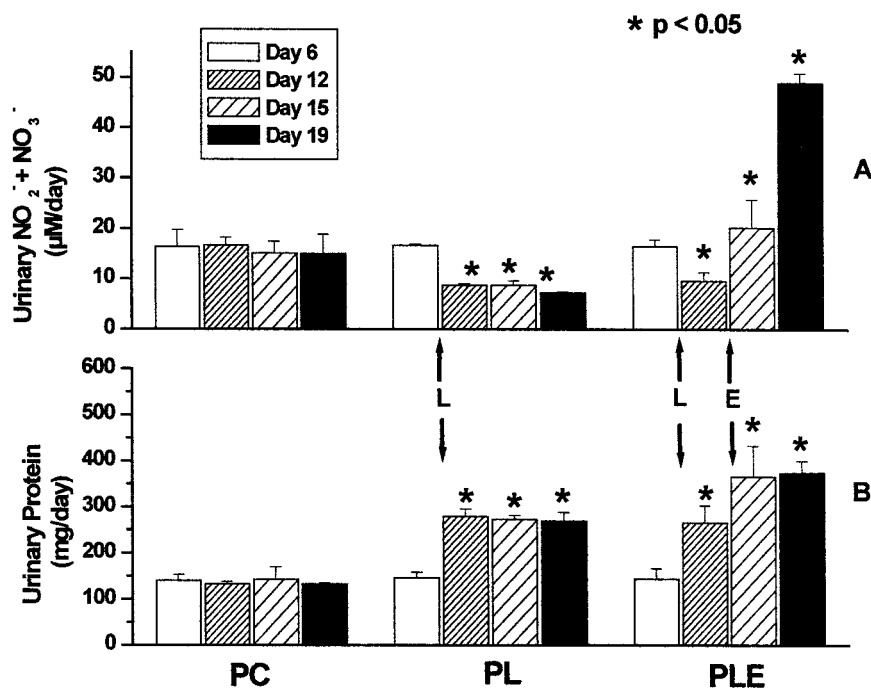 * p < 0.05
Day 6
Day 12
Day 15
Day 19
Urinary NO₂⁻ + NO₃⁻
(µM/day)
50
40
30
20
10
0
* * *
* * *
A
L
L
E
Urinary Protein
(mg/day)
600
500
400
300
200
100
0
* * *
* * *
B
PC
PL
PLE